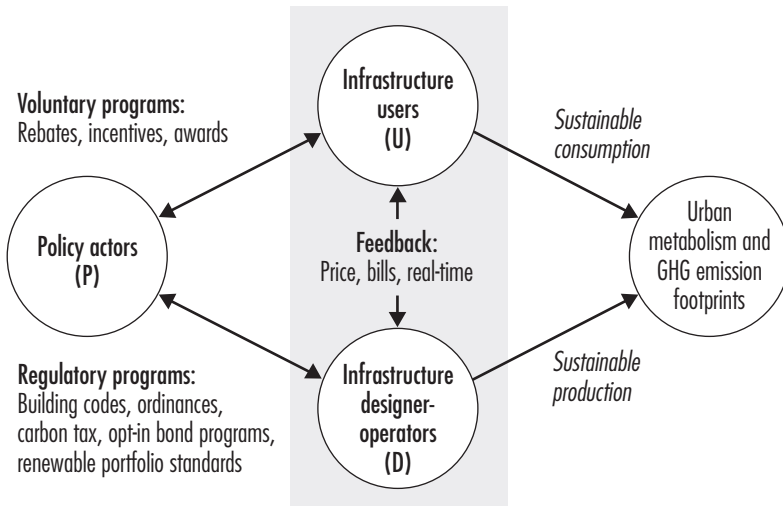 Voluntary programs:
Rebates, incentives, awards
Infrastructure
users
(U)
Sustainable
consumption
Policy actors
(P)
Feedback:
Price, bills, real-time
Urban
metabolism and
GHG emission
footprints
Regulatory programs:
Building codes, ordinances,
carbon tax, opt-in bond programs,
renewable portfolio standards
Infrastructure
designer-
operators
(D)
Sustainable
production